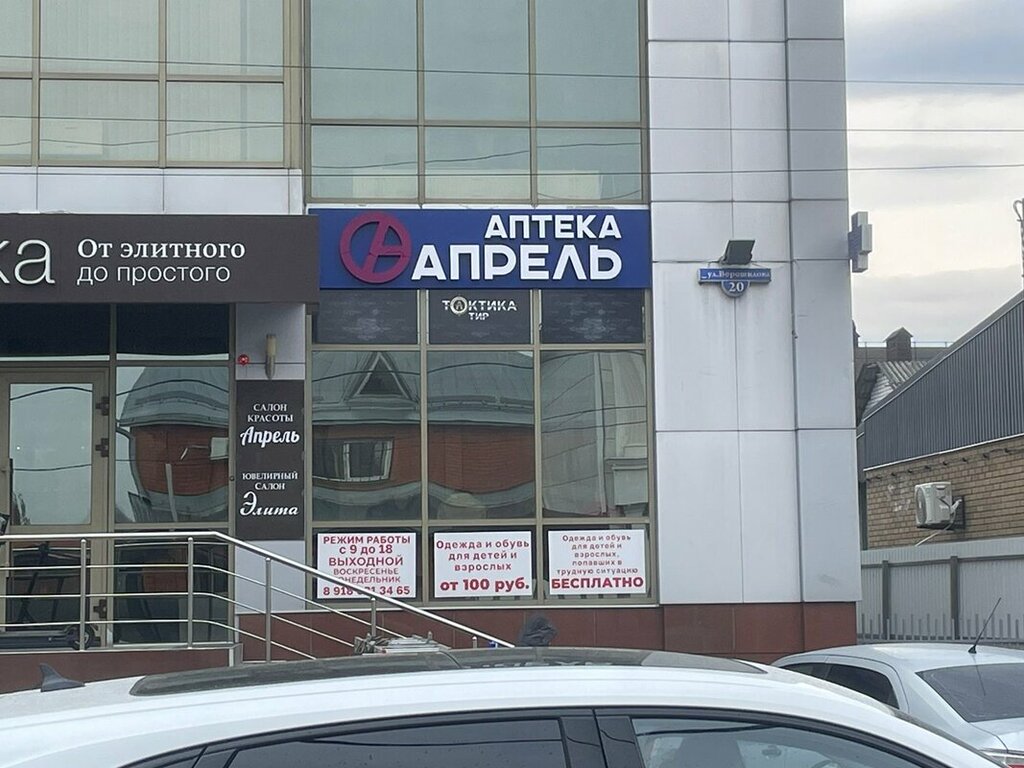 ка
От элитного
до простого
АПТЕКА
АПРЕЛЬ
ТАКТИКА
ТИР
ул. Ворошилова
20
САЛОН
КРАСОТЫ
Апрель
ЮВЕЛИРНЫЙ
САЛОН
Элита
РЕЖИМ РАБОТЫ
с 9 до 18
ВЫХОДНОЙ
ВОСКРЕСЕНЬЕ
ПОНЕДЕЛЬНИК
8 918 34 65
Одежда и обувь
для детей и
взрослых
от 100 руб.
Одежда и обувь
для детей и
взрослых,
попавших в
трудную ситуацию
БЕСПЛАТНО